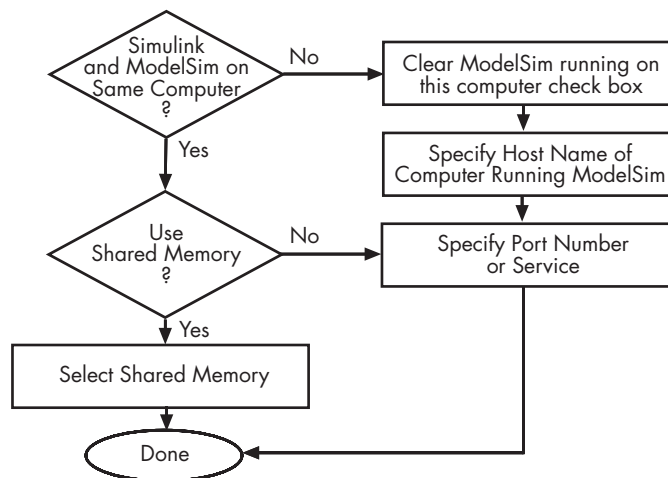 Simulink
and ModelSim on
Same Computer
?
No
Clear ModelSim running on
this computer check box
Yes
Specify Host Name of
Computer Running ModelSim
Use
Shared Memory
?
No
Specify Port Number
or Service
Yes
Select Shared Memory
Done